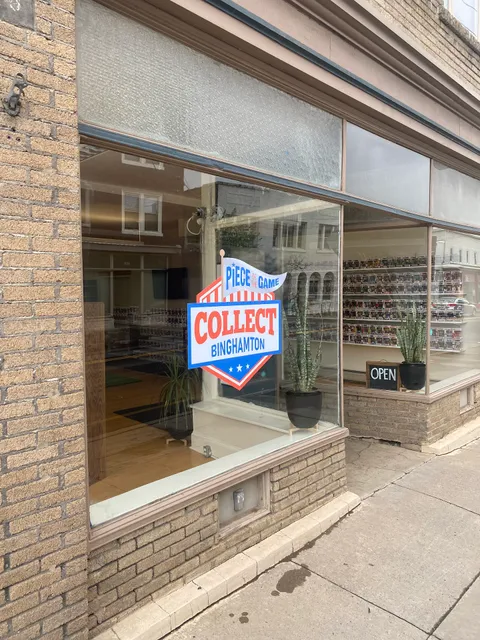 PIECE OF THE GAME
COLLECT
BINGHAMTON
OPEN